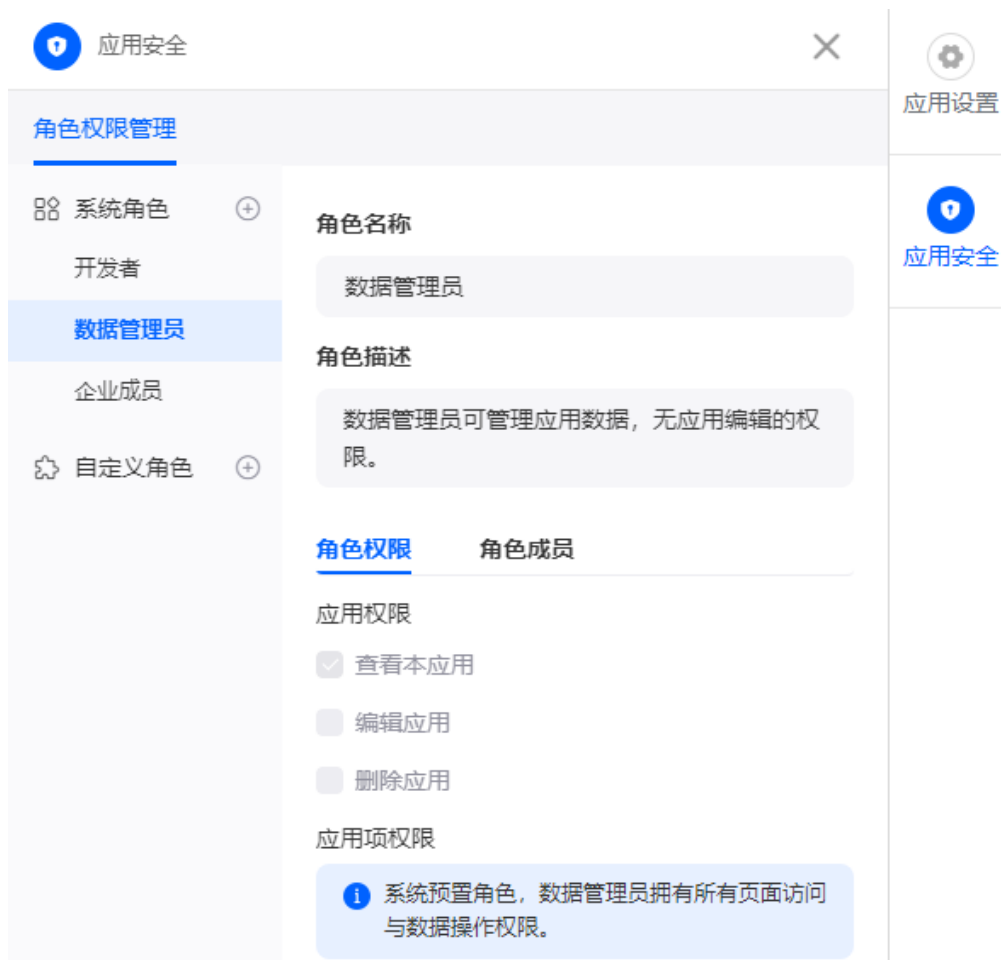 应用安全
角色权限管理
系统角色
开发者
数据管理员
企业成员
自定义角色
角色名称
数据管理员
角色描述
数据管理员可管理应用数据，无应用编辑的权
限。
角色权限 角色成员
应用权限
查看本应用
编辑应用
删除应用
应用项权限
系统预置角色，数据管理员拥有所有页面访问
与数据操作权限。
应用设置
应用安全